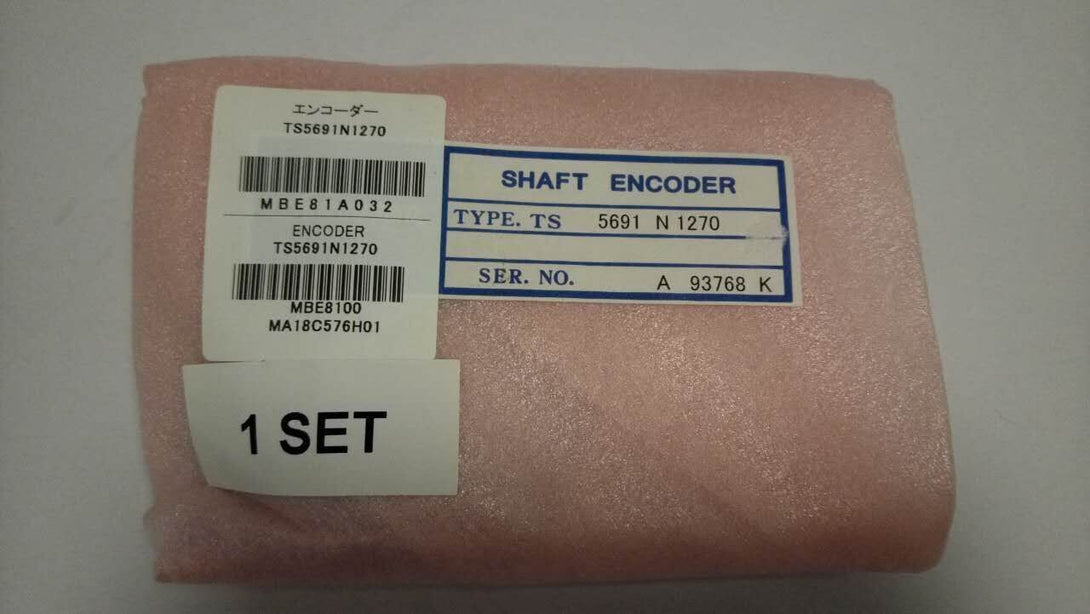 エンコーダー
TS5691N1270
MBE81A032
ENCODER
TS5691N1270
MBE8100
MA18C576H01
SHAFT ENCODER
TYPE. TS 5691 N 1270
SER. NO. A 93768 K
1 SET